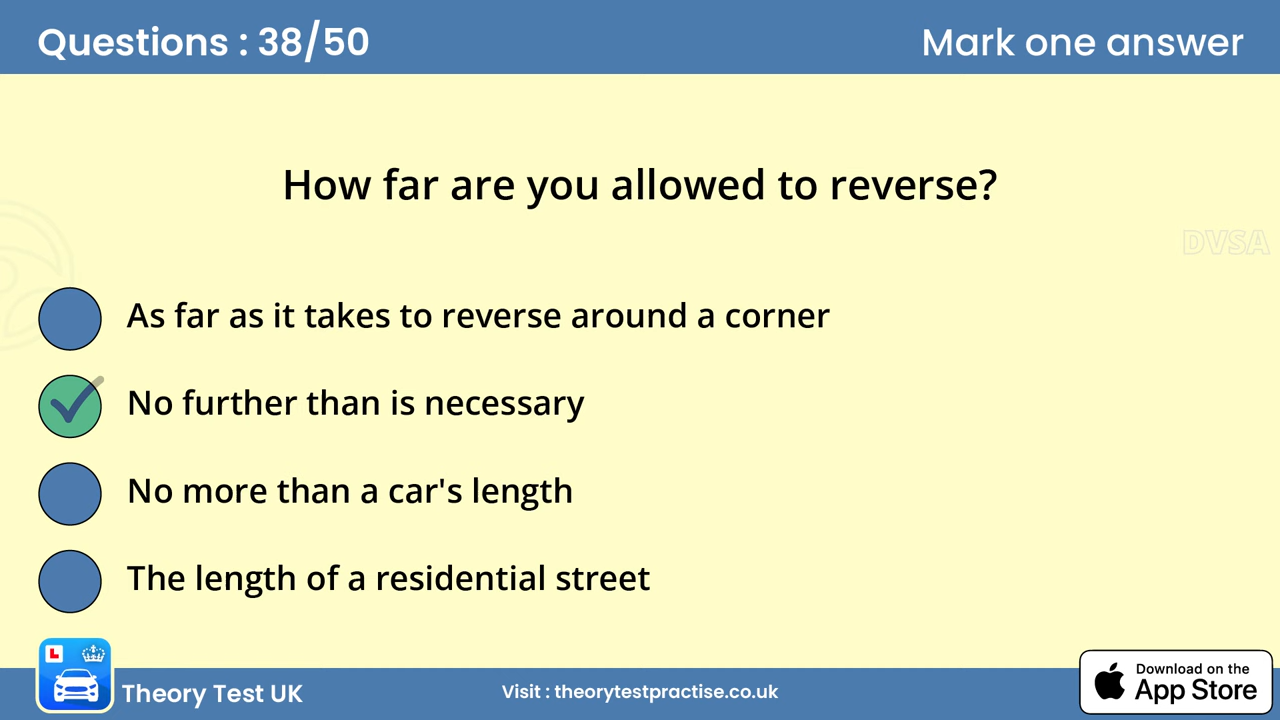 Questions : 38/50
Mark one answer
How far are you allowed to reverse?
DVSA
As far as it takes to reverse around a corner
No further than is necessary
No more than a car's length
The length of a residential street
L
Theory Test UK
Visit : theorytestpractise.co.uk
Download on the
App Store